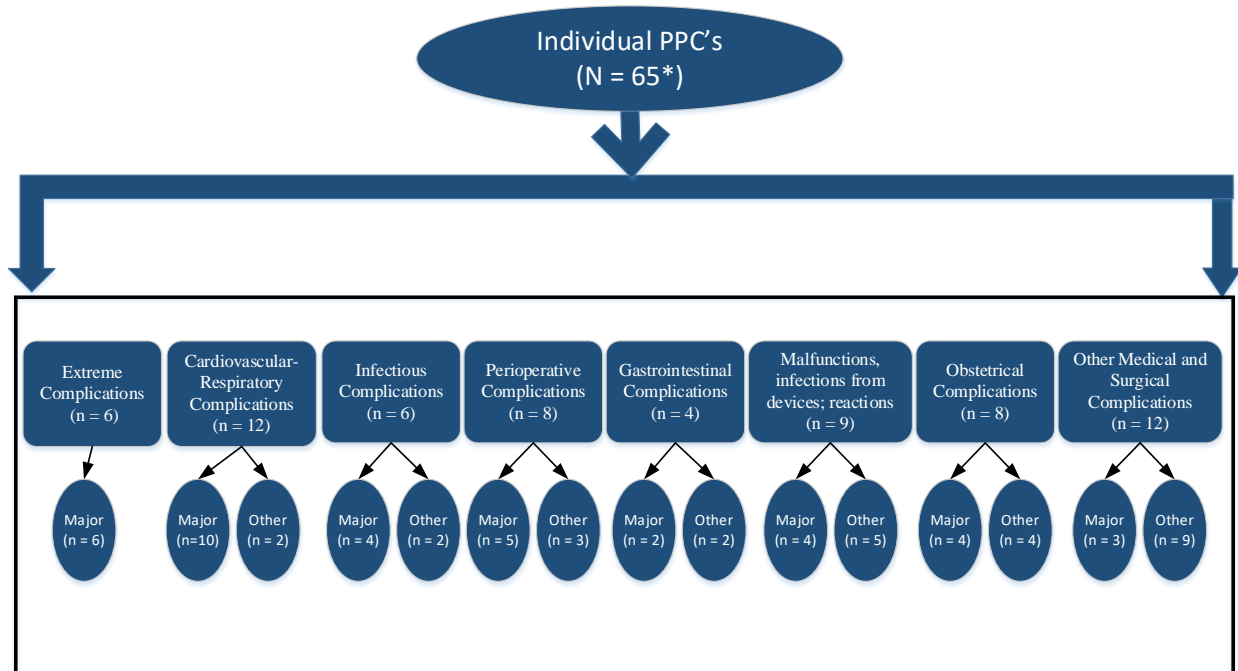 Individual PPC’s
(N = 65*)
Extreme
Complications
(n = 6)
Cardiovascular-
Respiratory
Complications
(n = 12)
Infectious
Complications
(n = 6)
Perioperative
Complications
(n = 8)
Gastrointestinal
Complications
(n = 4)
Malfunctions,
infections from
devices; reactions
(n = 9)
Obstetrical
Complications
(n = 8)
Other Medical and
Surgical
Complications
(n = 12)
Major
(n = 6)
Major
(n=10)
Other
(n = 2)
Major
(n = 4)
Other
(n = 2)
Major
(n = 5)
Other
(n = 3)
Major
(n = 2)
Other
(n = 2)
Major
(n = 4)
Other
(n = 5)
Major
(n = 4)
Other
(n = 4)
Major
(n = 3)
Other
(n = 9)